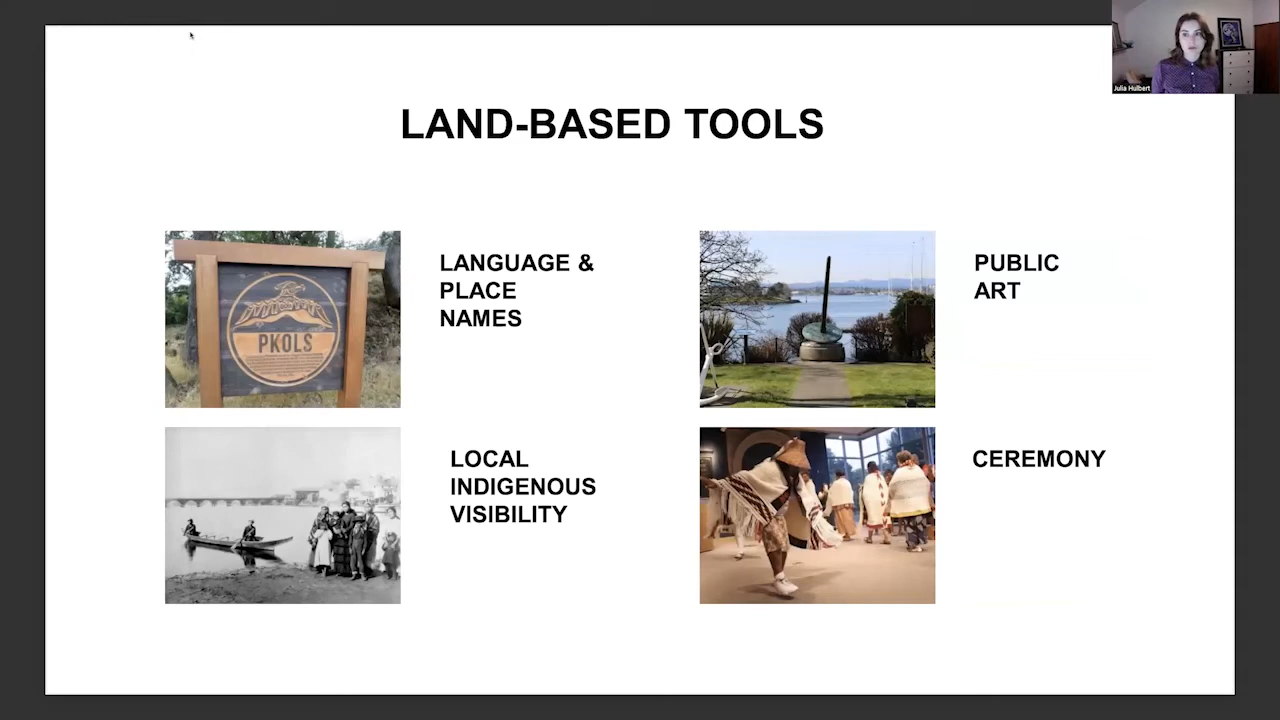 Julia Hulbert
LAND-BASED TOOLS
LANGUAGE &
PLACE
NAMES
PUBLIC
ART
PKOLS
LOCAL
INDIGENOUS
VISIBILITY
CEREMONY